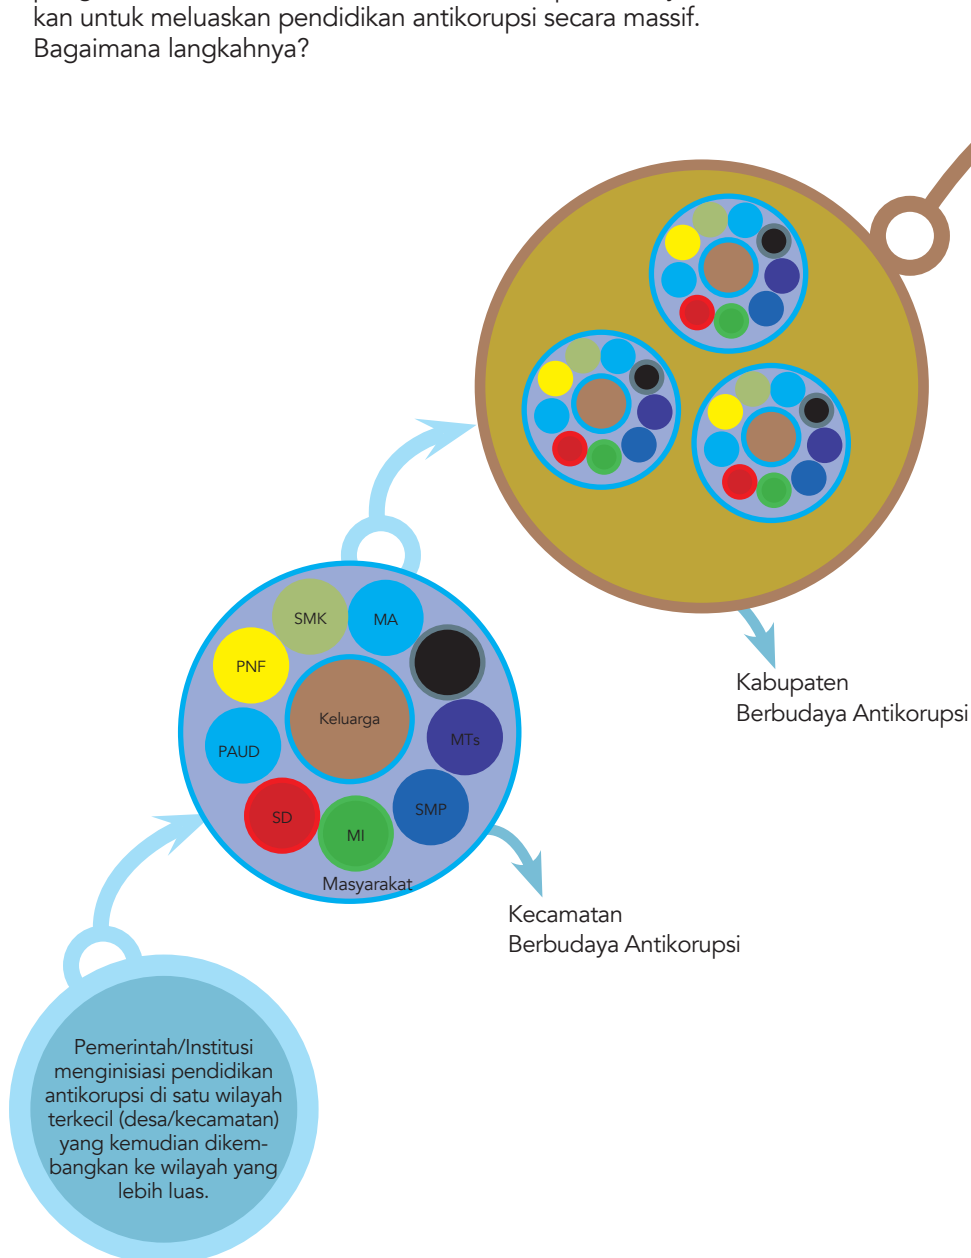 kan untuk meluaskan pendidikan antikorupsi secara massif.
Bagaimana langkahnya?
Kabupaten
Berbudaya Antikorupsi
SMK
MA
PNF
Keluarga
MTs
PAUD
SMP
SD
MI
Masyarakat
Kecamatan
Berbudaya Antikorupsi
Pemerintah/Institusi
menginisiasi pendidikan
antikorupsi di satu wilayah
terkecil (desa/kecamatan)
yang kemudian dikem-
bangkan ke wilayah yang
lebih luas.